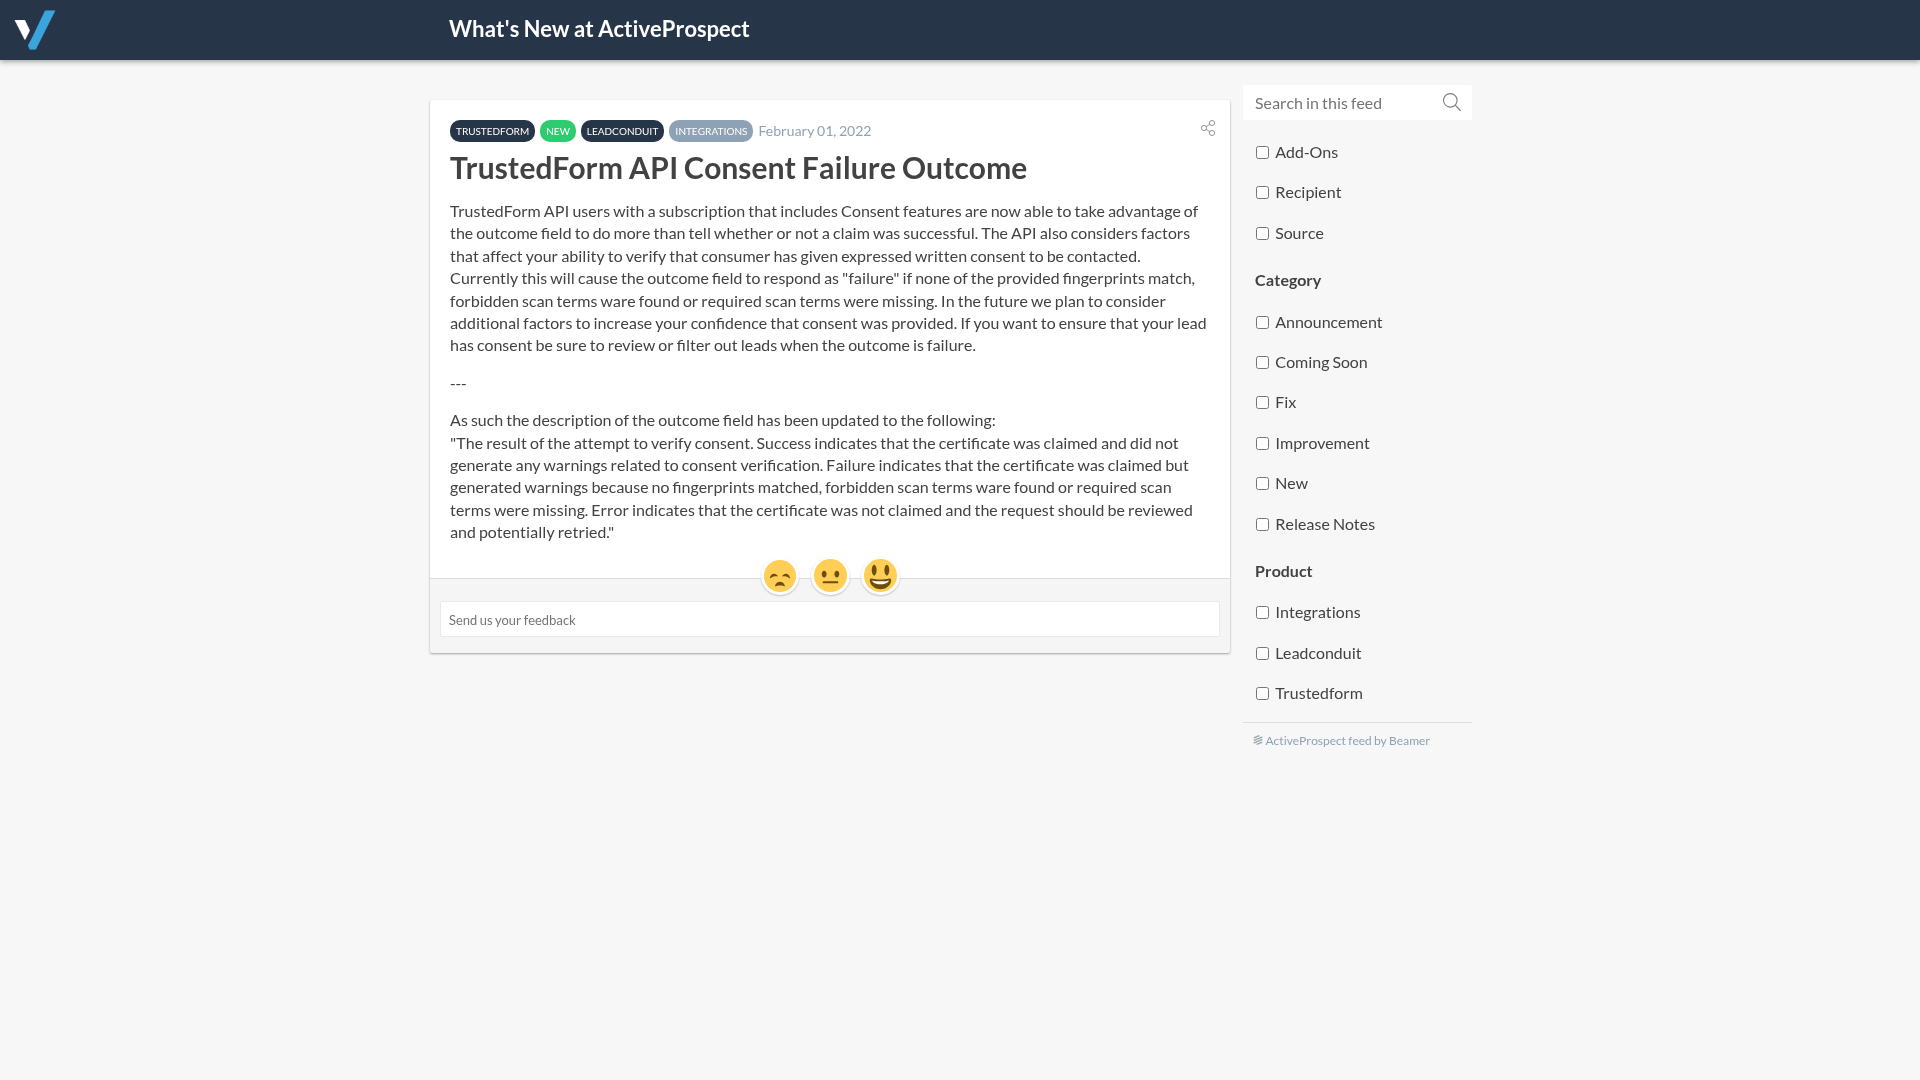 What's New at ActiveProspect
TRUSTEDFORM NEW LEADCONDUIT INTEGRATIONS February 01, 2022
TrustedForm API Consent Failure Outcome
TrustedForm API users with a subscription that includes Consent features are now able to take advantage of
the outcome field to do more than tell whether or not a claim was successful. The API also considers factors
that affect your ability to verify that consumer has given expressed written consent to be contacted.
Currently this will cause the outcome field to respond as "failure" if none of the provided fingerprints match,
forbidden scan terms ware found or required scan terms were missing. In the future we plan to consider
additional factors to increase your confidence that consent was provided. If you want to ensure that your lead
has consent be sure to review or filter out leads when the outcome is failure.
---
As such the description of the outcome field has been updated to the following:
"The result of the attempt to verify consent. Success indicates that the certificate was claimed and did not
generate any warnings related to consent verification. Failure indicates that the certificate was claimed but
generated warnings because no fingerprints matched, forbidden scan terms ware found or required scan
terms were missing. Error indicates that the certificate was not claimed and the request should be reviewed
and potentially retried."
Send us your feedback
Search in this feed
Add-Ons
Recipient
Source
Category
Announcement
Coming Soon
Fix
Improvement
New
Release Notes
Product
Integrations
Leadconduit
Trustedform
ActiveProspect feed by Beamer